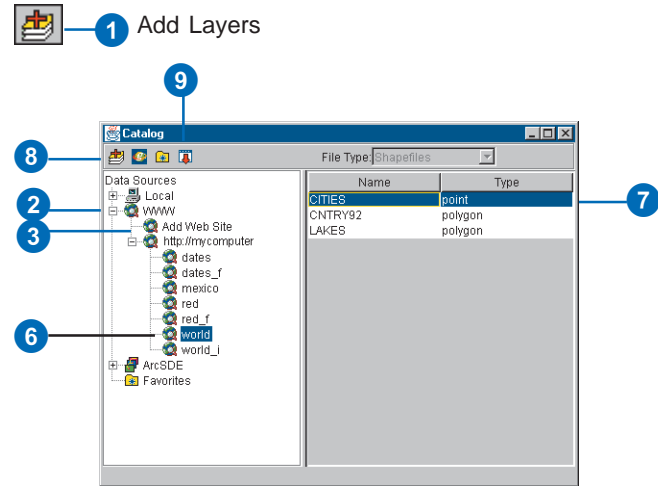 1 Add Layers
9
Catalog
8
File Type: Shapefiles
Data Sources
Name Type
Local
CITIES point
7
2
WWW
CNTRY92 polygon
3
Add Web Site
LAKES polygon
http://mycomputer
dates
dates_f
mexico
red
red_f
6
world
world_i
ArcSDE
Favorites